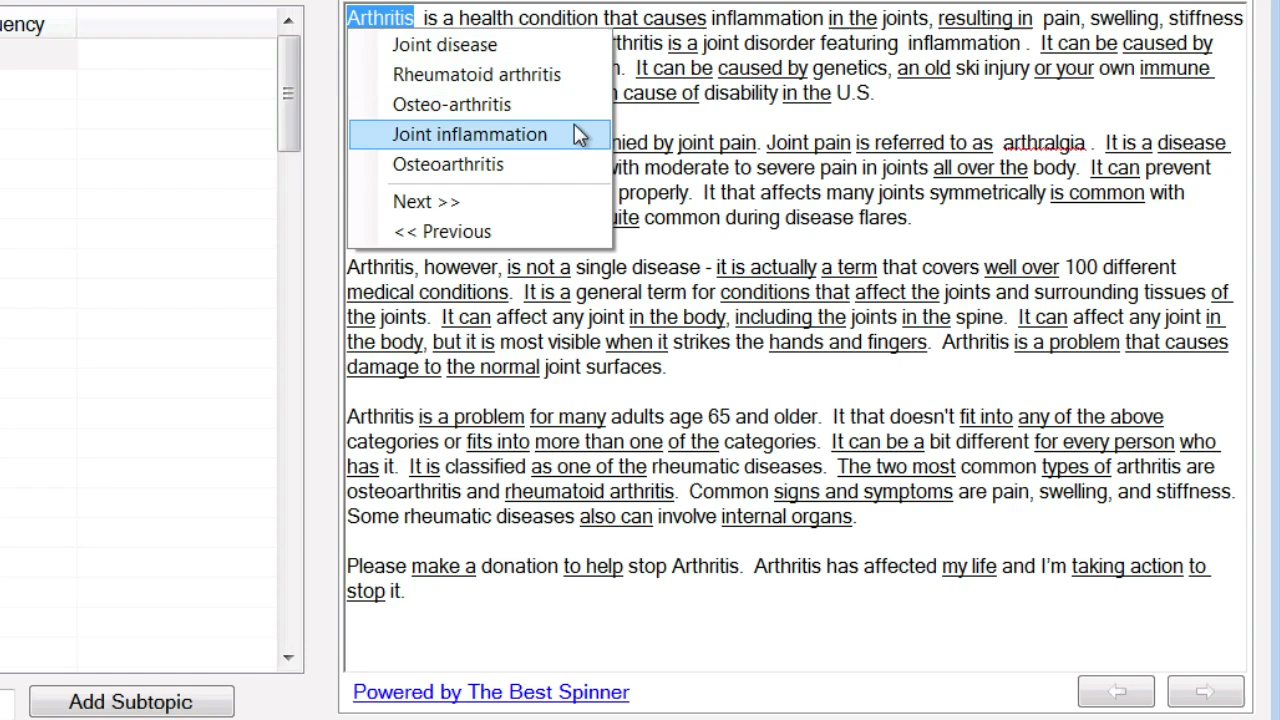 uency
Arthritis is a health condition that causes inflammation in the joints, resulting in pain, swelling, stiffness
Joint disease
thritis is a joint disorder featuring inflammation . It can be caused by
Rheumatoid arthritis
n. It can be caused by genetics, an old ski injury or your own immune
Osteo-arthritis
n cause of disability in the U.S.
Joint inflammation
nied by joint pain. Joint pain is referred to as arthralgia . It is a disease
Osteoarthritis
with moderate to severe pain in joints all over the body. It can prevent
Next >>
properly. It that affects many joints symmetrically is common with
<< Previous
uite common during disease flares.
Arthritis, however, is not a single disease - it is actually a term that covers well over 100 different
medical conditions. It is a general term for conditions that affect the joints and surrounding tissues of
the joints. It can affect any joint in the body, including the joints in the spine. It can affect any joint in
the body, but it is most visible when it strikes the hands and fingers. Arthritis is a problem that causes
damage to the normal joint surfaces.
Arthritis is a problem for many adults age 65 and older. It that doesn't fit into any of the above
categories or fits into more than one of the categories. It can be a bit different for every person who
has it. It is classified as one of the rheumatic diseases. The two most common types of arthritis are
osteoarthritis and rheumatoid arthritis. Common signs and symptoms are pain, swelling, and stiffness.
Some rheumatic diseases also can involve internal organs.
Please make a donation to help stop Arthritis. Arthritis has affected my life and I'm taking action to
stop it.
Add Subtopic
Powered by The Best Spinner